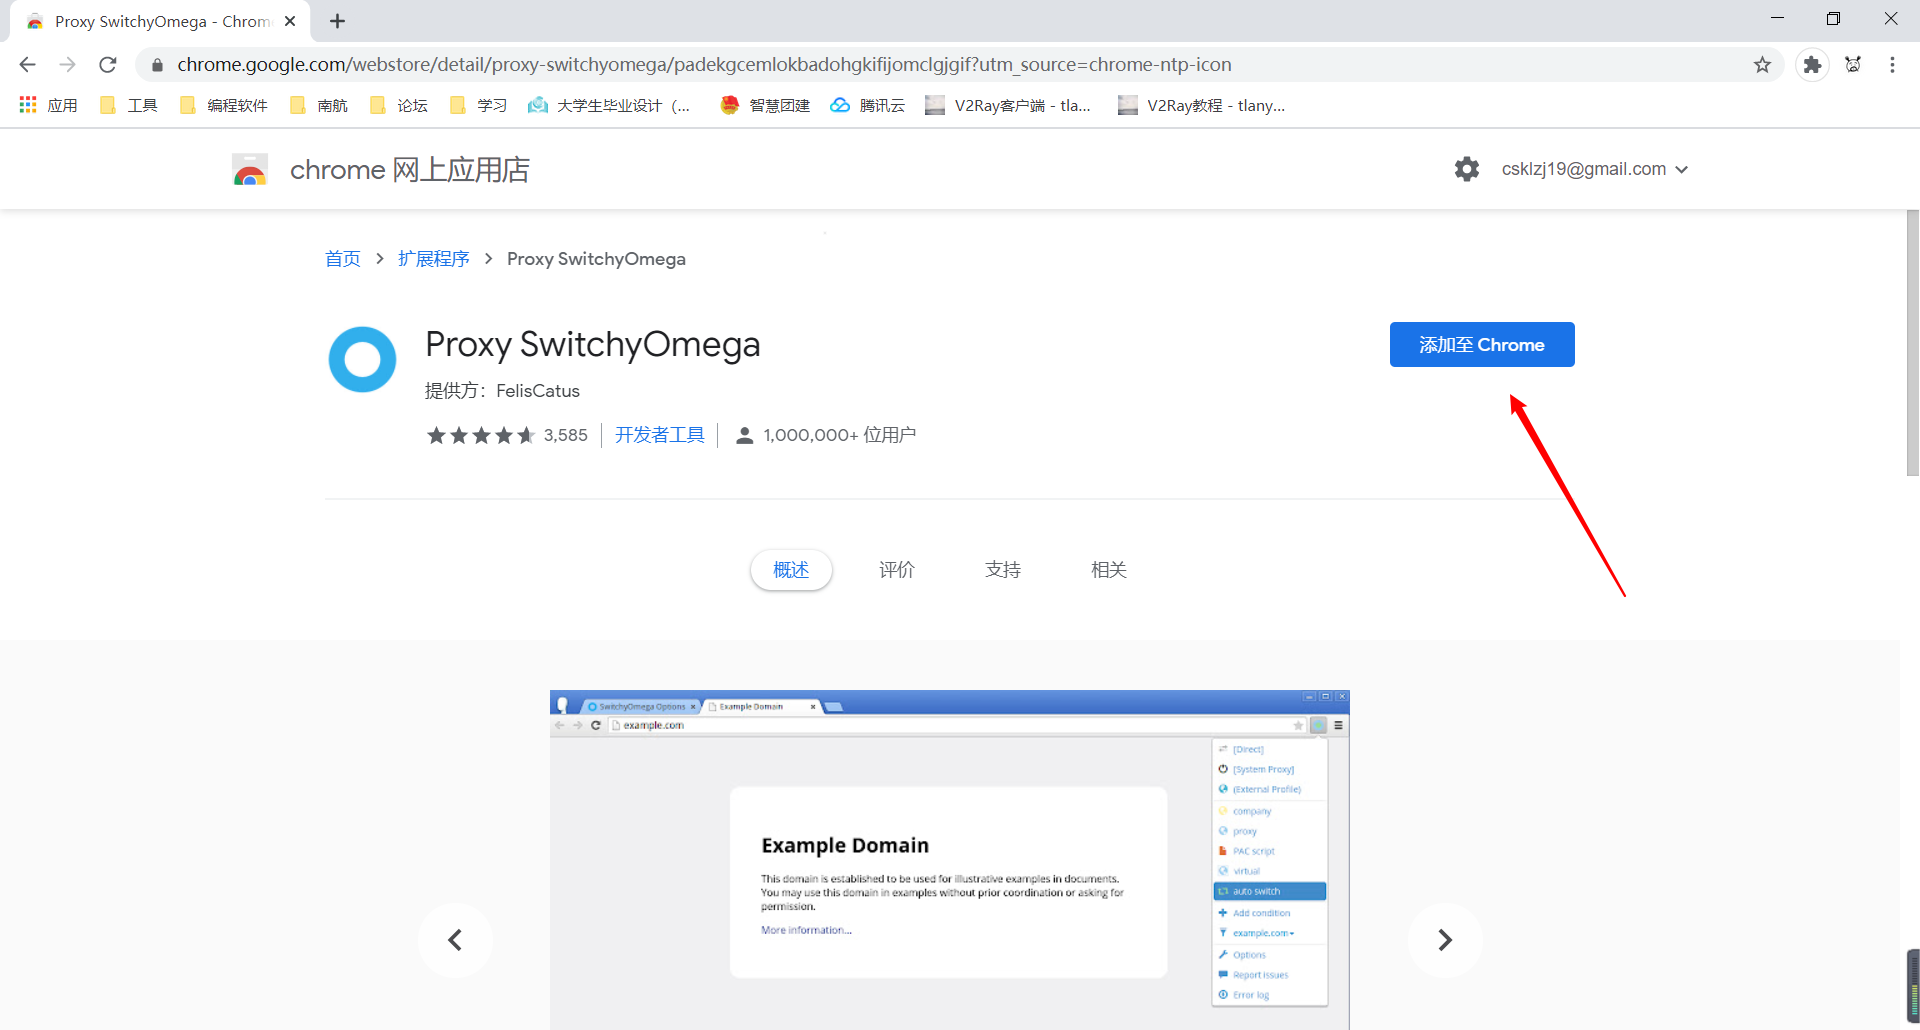 Proxy SwitchyOmega - Chrom
chrome.google.com/webstore/detail/proxy-switchyomega/padekgcemlokbadohgkifijomclgjgif?utm_source=chrome-ntp-icon
应用 工具 编程软件 南航 论坛 学习 大学生毕业设计（... 智慧团建 腾讯云 V2Ray客户端 - tla... V2Ray教程 - tlany...
chrome 网上应用店 csklzj19@gmail.com
首页 > 扩展程序 > Proxy SwitchyOmega
Proxy SwitchyOmega
添加至 Chrome
提供方：FelisCatus
3,585 开发者工具 1,000,000+ 位用户
概述 评价 支持 相关
SwitchyOmega Options Example Domain
example.com
[Direct]
[System Proxy]
(External Profile)
company
proxy
PAC script
virtual
auto switch
Add condition
example.com
Options
Report issues
Error log
Example Domain
This domain is established to be used for illustrative examples in documents.
You may use this domain in examples without prior coordination or asking for
permission.
More information...